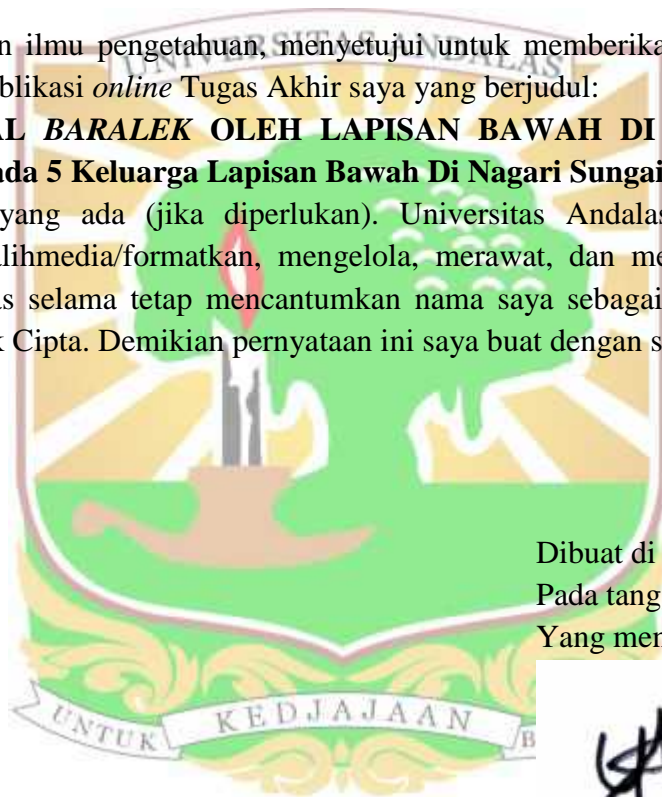 n ilmu pengetahuan, menyetujui untuk memberika
UNIVERSITAS ANDALAS
blikasi online Tugas Akhir saya yang berjudul:
AL BARALEK OLEH LAPISAN BAWAH DI
ada 5 Keluarga Lapisan Bawah Di Nagari Sungai
yang ada (jika diperlukan). Universitas Andalas
alihmedia/formatkan, mengelola, merawat, dan me
as selama tetap mencantumkan nama saya sebagai
k Cipta. Demikian pernyataan ini saya buat dengan s
Dibuat di
Pada tang
Yang men
UNTUK KEDJAJAAN B